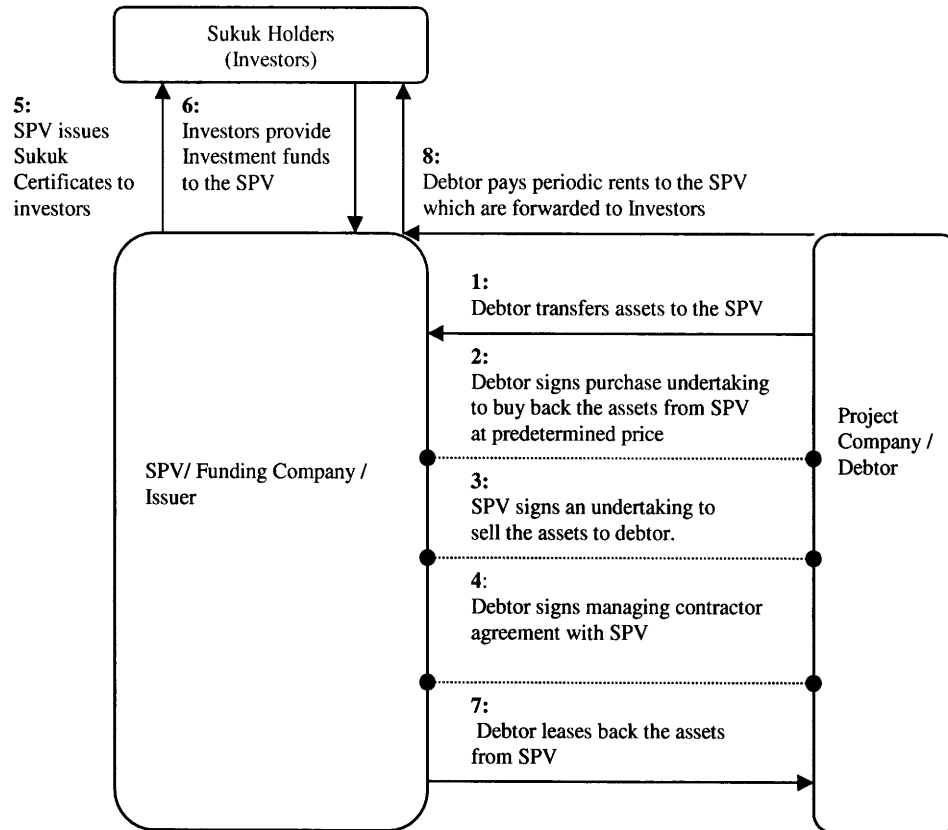 Sukuk Holders
(Investors)
5:
SPV issues
Sukuk
Certificates to
investors
6:
Investors provide
Investment funds
to the SPV
8:
Debtor pays periodic rents to the SPV
which are forwarded to Investors
1:
Debtor transfers assets to the SPV
2:
Debtor signs purchase undertaking
to buy back the assets from SPV
at predetermined price
SPV/ Funding Company /
Issuer
Project
Company /
Debtor
3:
SPV signs an undertaking to
sell the assets to debtor.
4:
Debtor signs managing contractor
agreement with SPV
7:
Debtor leases back the assets
from SPV